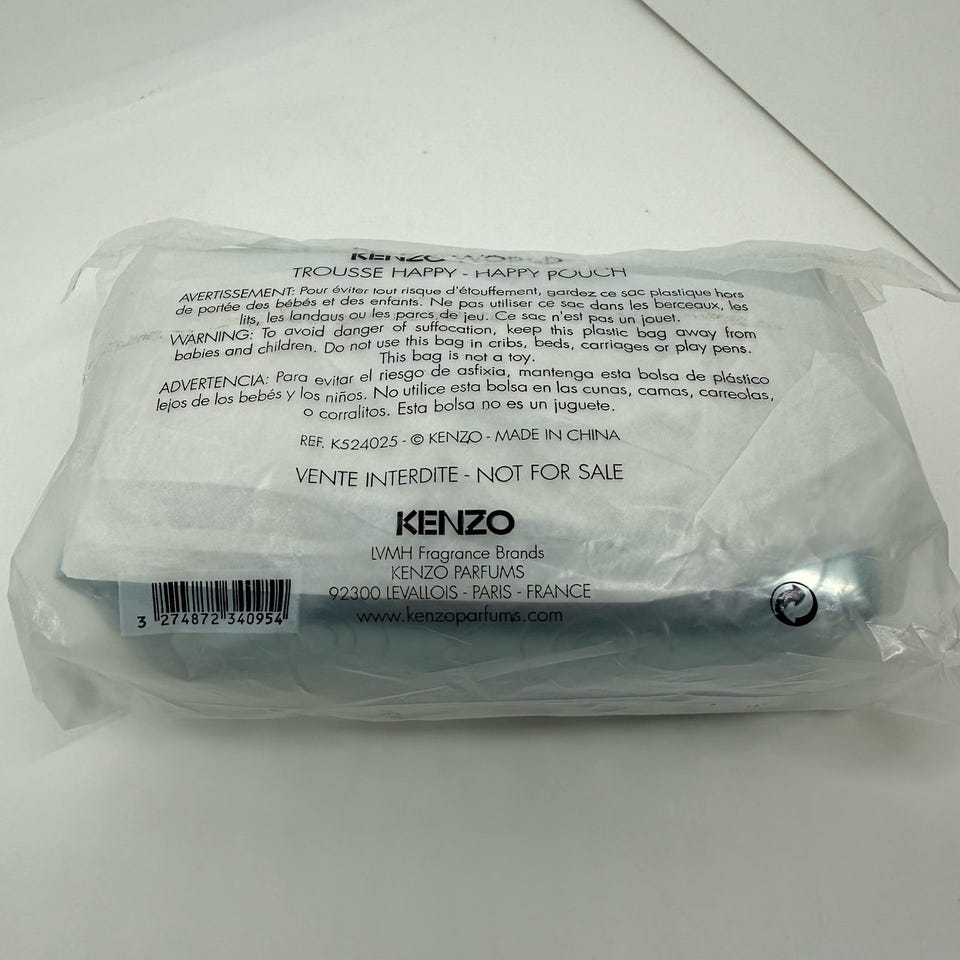 KENZO WORLD
TROUSSE HAPPY - HAPPY POUCH
AVERTISSEMENT: Pour éviter tout risque d'étouffement, gardez ce sac plastique hors
de portée des bébés et des enfants. Ne pas utiliser ce sac dans les berceaux, les
lits, les landaus ou les parcs de jeu. Ce sac n'est pas un jouet.
WARNING: To avoid danger of suffocation, keep this plastic bag away from
babies and children. Do not use this bag in cribs, beds, carriages or play pens.
This bag is not a toy.
ADVERTENCIA: Para evitar el riesgo de asfixia, mantenga esta bolsa de plástico
lejos de los bebés y los niños. No utilice esta bolsa en las cunas, camas, carreolas,
o corralitos. Esta bolsa no es un juguete.
REF. K524025 - © KENZO - MADE IN CHINA
VENTE INTERDITE - NOT FOR SALE
KENZO
LVMH Fragrance Brands
KENZO PARFUMS
92300 LEVALLOIS - PARIS - FRANCE
www.kenzoparfums.com
3 274872 340954